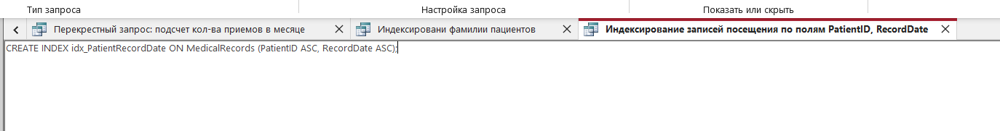 Тип запроса Настройка запроса Показать или скрыть
Перекрестный запрос: подсчет кол-ва приемов в месяце Индексировани фамилии пациентов Индексирование записей посещения по полям PatientID, RecordDate
CREATE INDEX idx_PatientRecordDate ON MedicalRecords (PatientID ASC, RecordDate ASC);